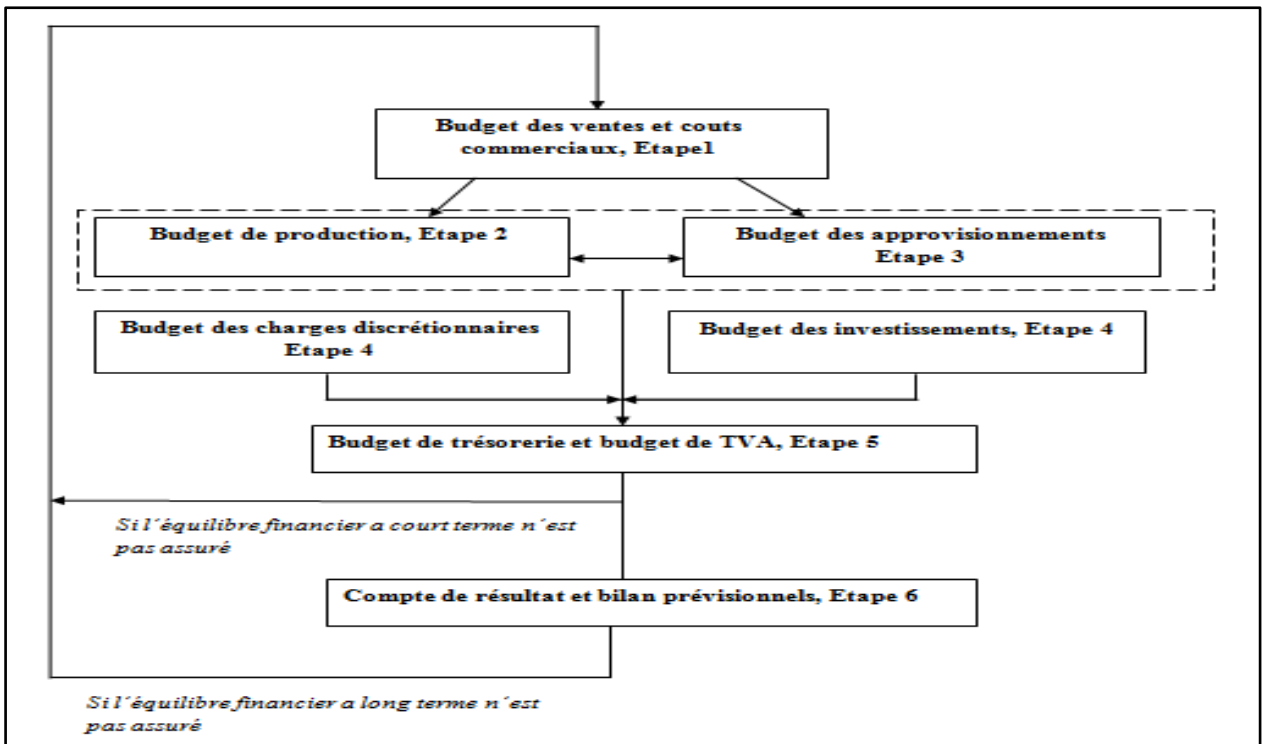 Budget des ventes et couts
commerciaux, Etape1
Budget de production, Etape 2
Budget des approvisionnements
Etape 3
Budget des charges discrétionnaires
Etape 4
Budget des investissements, Etape 4
Budget de trésorerie et budget de TVA, Etape 5
Si l´équilibre financier a court terme n´est
pas assuré
Compte de résultat et bilan prévisionnels, Etape 6
Si l´équilibre financier a long terme n´est
pas assuré